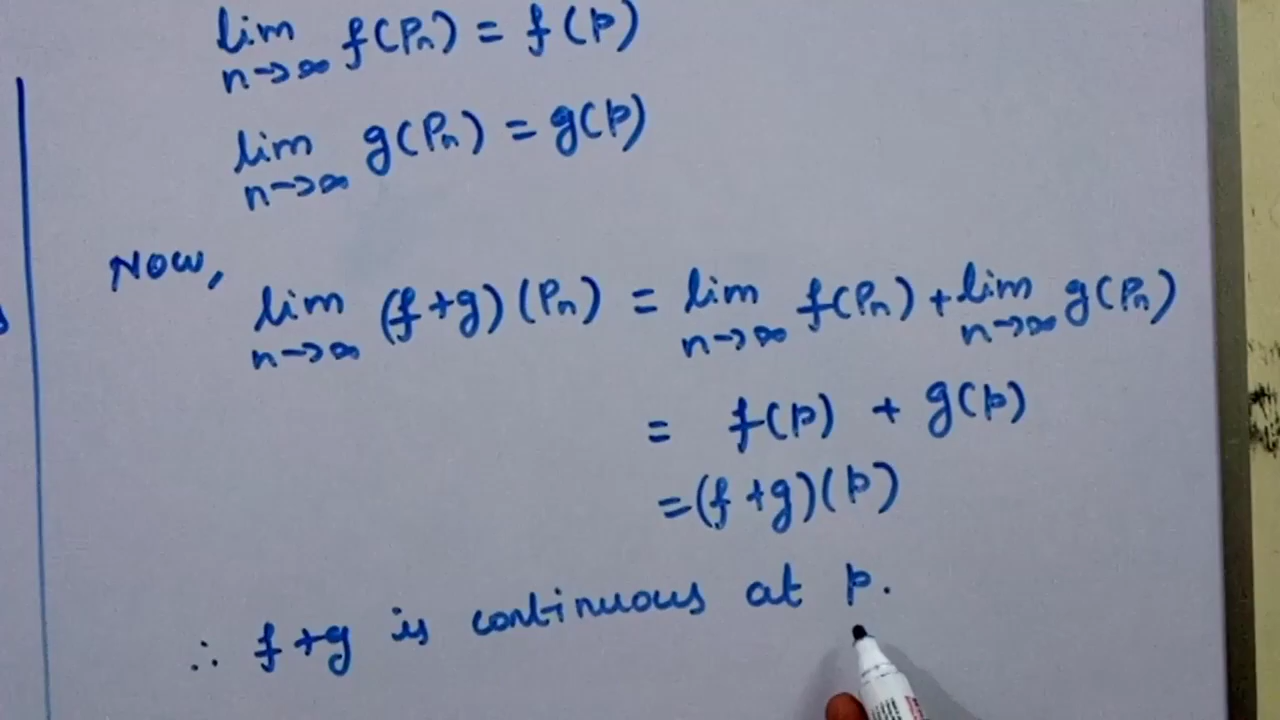 lim f(Pn) = f(p)
n→∞
lim g(Pn) = g(p)
n→∞
Now,
lim (f+g)(Pn) = lim f(Pn) + lim g(Pn)
n→∞ n→∞ n→∞
= f(p) + g(p)
=(f+g)(p)
∴ f+g is continuous at p.